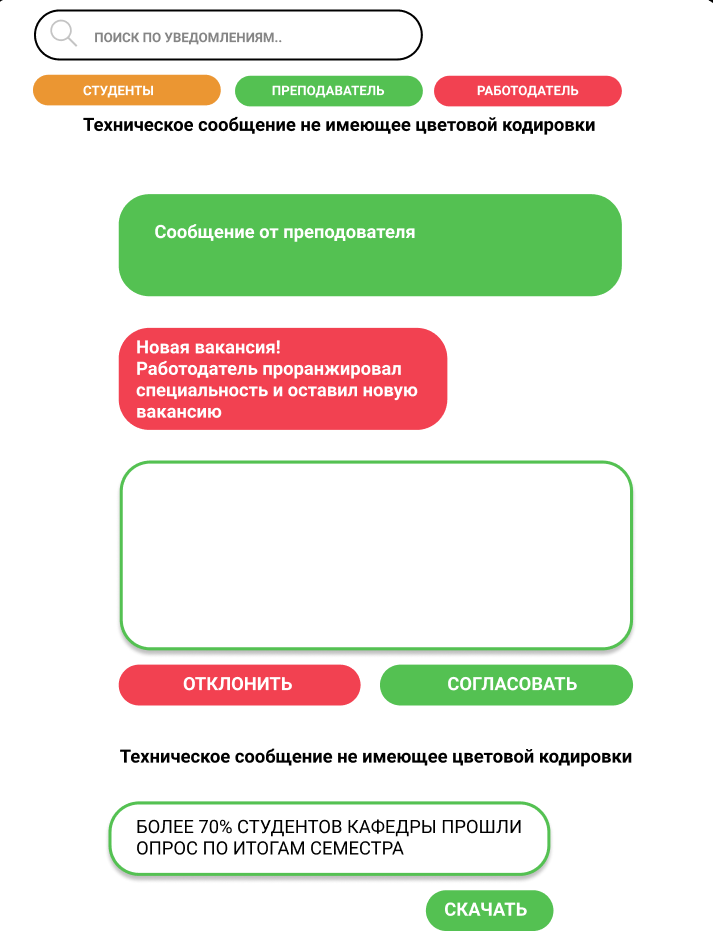 ПОИСК ПО УВЕДОМЛЕНИЯМ..
СТУДЕНТЫ
ПРЕПОДАВАТЕЛЬ
РАБОТОДАТЕЛЬ
Техническое сообщение не имеющее цветовой кодировки
Сообщение от преподователя
Новая вакансия!
Работодатель проранжировал
специальность и оставил новую
вакансию
ОТКЛОНИТЬ
СОГЛАСОВАТЬ
Техническое сообщение не имеющее цветовой кодировки
БОЛЕЕ 70% СТУДЕНТОВ КАФЕДРЫ ПРОШЛИ
ОПРОС ПО ИТОГАМ СЕМЕСТРА
СКАЧАТЬ